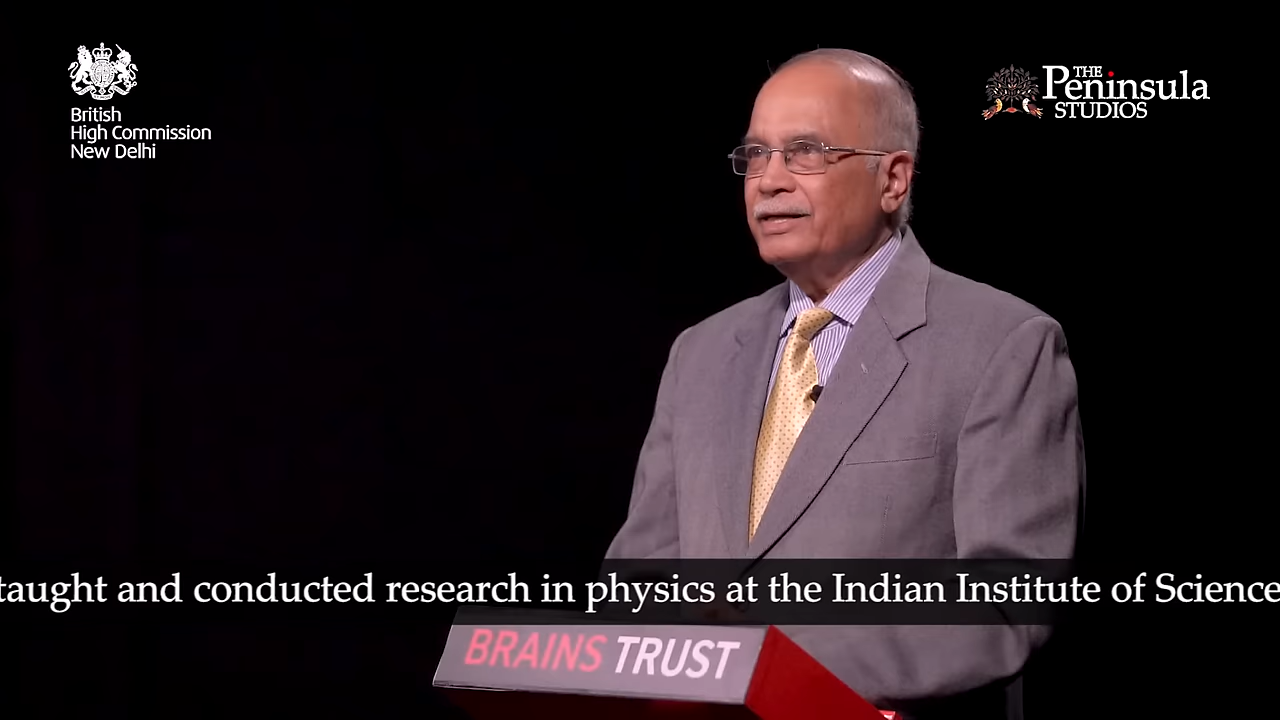 British
High Commission
New Delhi
THE
Peninsula
STUDIOS
taught and conducted research in physics at the Indian Institute of Science
BRAINS TRUST